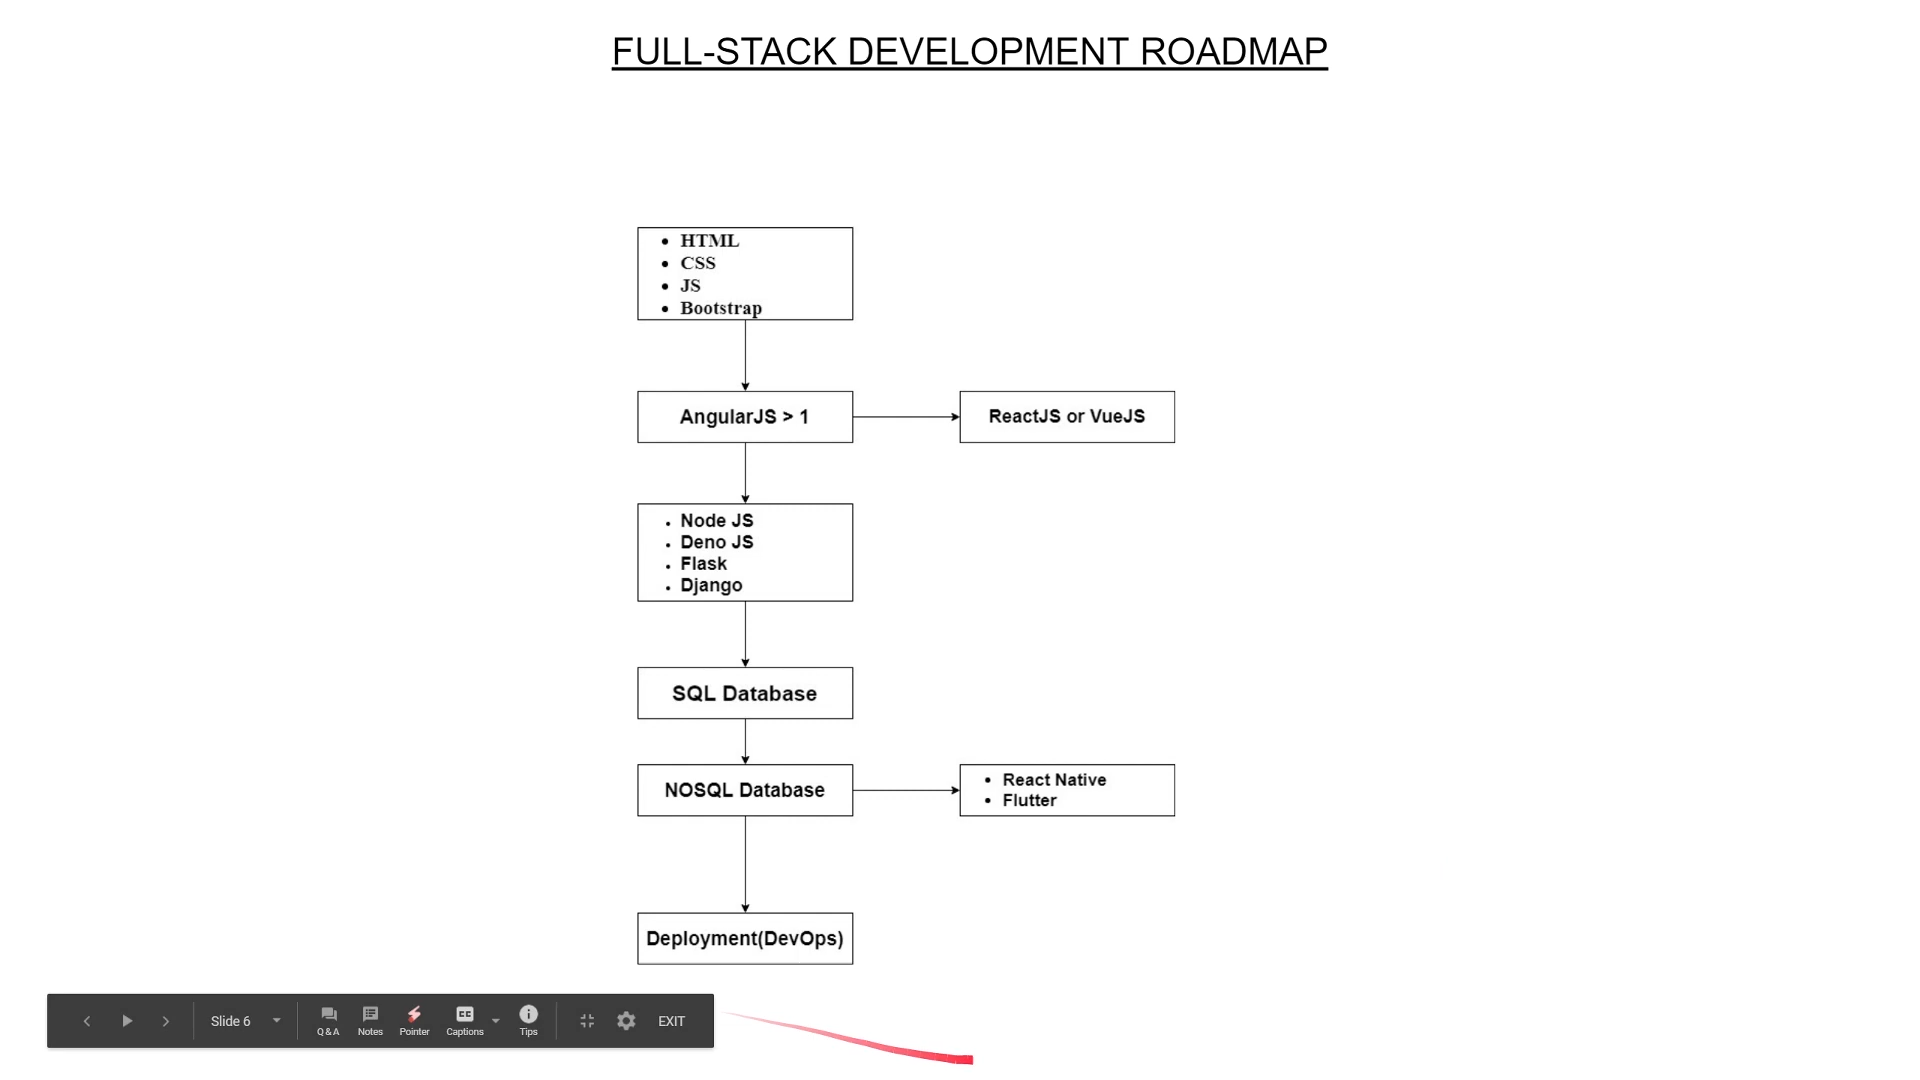 FULL-STACK DEVELOPMENT ROADMAP
HTML
CSS
JS
Bootstrap
AngularJS > 1
ReactJS or VueJS
Node JS
Deno JS
Flask
Django
SQL Database
NOSQL Database
React Native
Flutter
Deployment(DevOps)
Slide 6
Q & A
Notes
Pointer
CC
Captions
Tips
EXIT